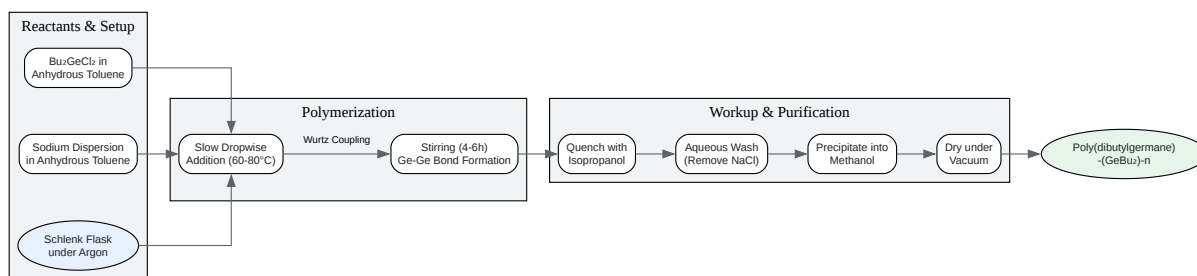 Reactants & Setup
Bu₂GeCl₂ in
Anhydrous Toluene
Sodium Dispersion
in Anhydrous Toluene
Schlenk Flask
under Argon
Polymerization
Slow Dropwise
Addition (60-80°C)
Wurtz Coupling
Stirring (4-6h)
Ge-Ge Bond Formation
Workup & Purification
Quench with
Isopropanol
Aqueous Wash
(Remove NaCl)
Precipitate into
Methanol
Dry under
Vacuum
Poly(dibutylgermane)
-(GeBu₂)-n